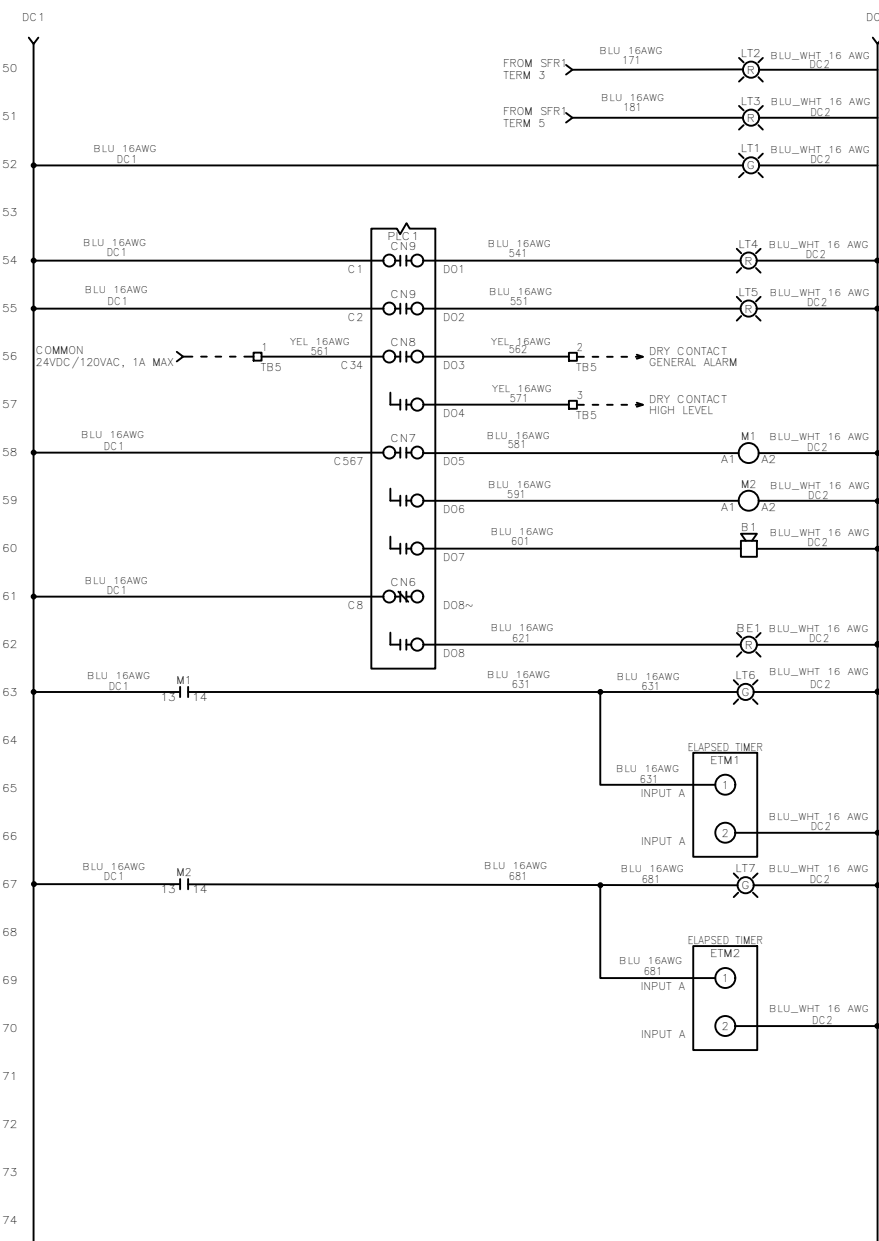 DC1
DC
50
FROM SFR1
TERM 3
BLU 16AWG
171
LT2
R
BLU_WHT 16 AWG
DC2
51
FROM SFR1
TERM 5
BLU 16AWG
181
LT3
R
BLU_WHT 16 AWG
DC2
52
BLU 16AWG
DC1
LT1
G
BLU_WHT 16 AWG
DC2
53
PLC1
54
BLU 16AWG
DC1
C1
CN9
DO1
BLU 16AWG
541
LT4
R
BLU_WHT 16 AWG
DC2
55
BLU 16AWG
DC1
C2
CN9
DO2
BLU 16AWG
551
LT5
R
BLU_WHT 16 AWG
DC2
56
COMMON
24VDC/120VAC, 1A MAX
1
TB5
YEL 16AWG
561
C34
CN8
DO3
YEL 16AWG
562
2
TB5
DRY CONTACT
GENERAL ALARM
57
DO4
YEL 16AWG
571
3
TB5
DRY CONTACT
HIGH LEVEL
58
BLU 16AWG
DC1
C567
CN7
DO5
BLU 16AWG
581
M1
A1 A2
BLU_WHT 16 AWG
DC2
59
DO6
BLU 16AWG
591
M2
A1 A2
BLU_WHT 16 AWG
DC2
60
DO7
BLU 16AWG
601
B1
BLU_WHT 16 AWG
DC2
61
BLU 16AWG
DC1
C8
CN6
DO8~
62
DO8
BLU 16AWG
621
BE1
R
BLU_WHT 16 AWG
DC2
63
BLU 16AWG
DC1
M1
13 14
BLU 16AWG
631
BLU 16AWG
631
LT6
G
BLU_WHT 16 AWG
DC2
64
ELAPSED TIMER
ETM1
65
BLU 16AWG
631
INPUT A
1
66
INPUT A
2
BLU_WHT 16 AWG
DC2
67
BLU 16AWG
DC1
M2
13 14
BLU 16AWG
681
BLU 16AWG
681
LT7
G
BLU_WHT 16 AWG
DC2
68
ELAPSED TIMER
ETM2
69
BLU 16AWG
681
INPUT A
1
70
INPUT A
2
BLU_WHT 16 AWG
DC2
71
72
73
74